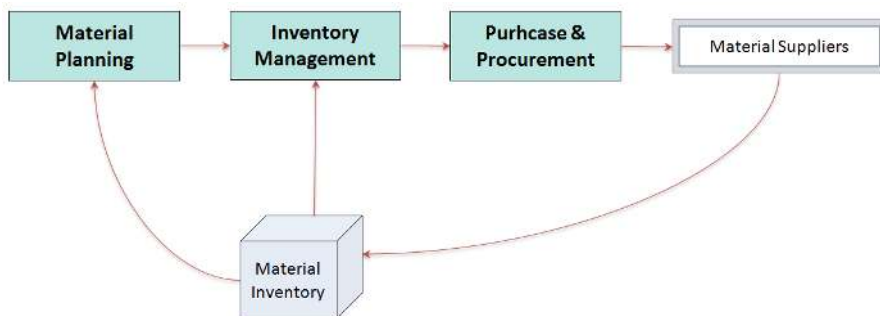 Material
Planning
Inventory
Management
Purhcase &
Procurement
Material Suppliers
Material
Inventory